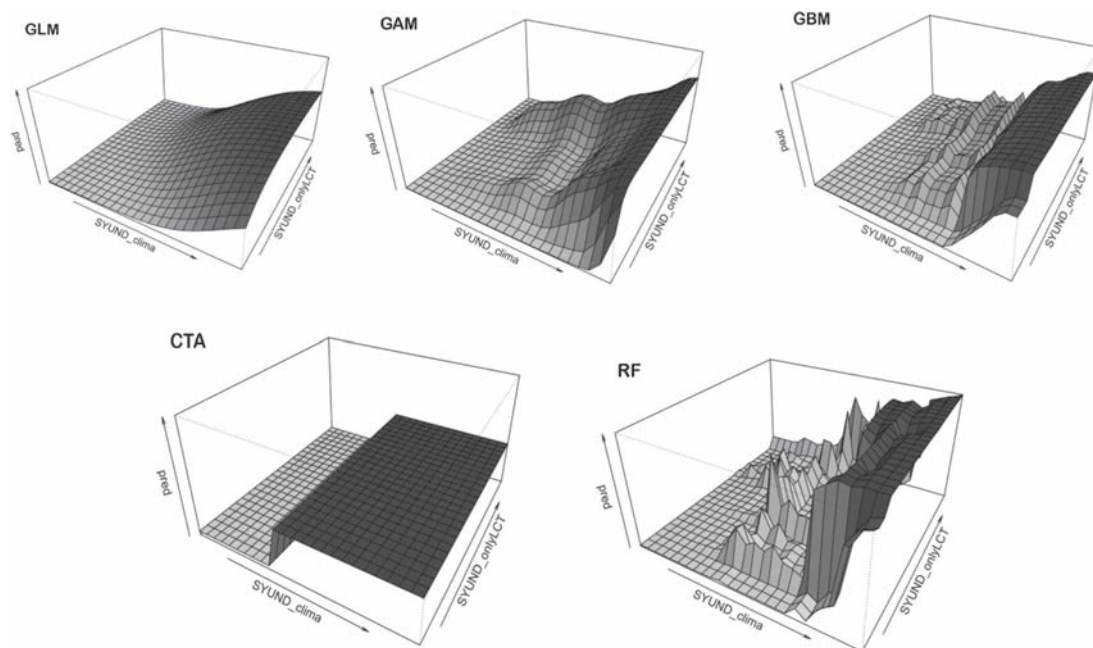 GLM
pred
SYUND_clima
SYUND_onlyLCT
GAM
pred
SYUND_clima
SYUND_onlyLCT
GBM
pred
SYUND_clima
SYUND_onlyLCT
CTA
pred
SYUND_clima
SYUND_onlyLCT
RF
pred
SYUND_clima
SYUND_onlyLCT